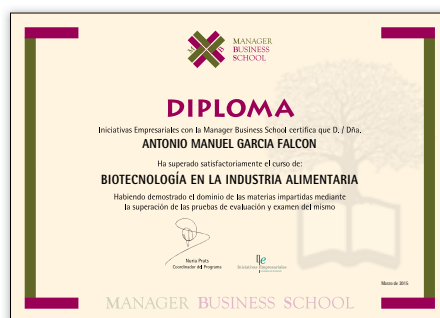 M B
MANAGER
BUSINESS
SCHOOL
DIPLOMA
Iniciativas Empresariales con la Manager Business School certifica que D. / Dña.
ANTONIO MANUEL GARCIA FALCON
Ha superado satisfactoriamente el curso de:
BIOTECNOLOGÍA EN LA INDUSTRIA ALIMENTARIA
Habiendo demostrado el dominio de las materias impartidas mediante
la superación de las pruebas de evaluación y examen del mismo
Nuria Prats
Coordinador del Programa
Iniciativas Empresariales
Marzo de 2015
MANAGER BUSINESS SCHOOL